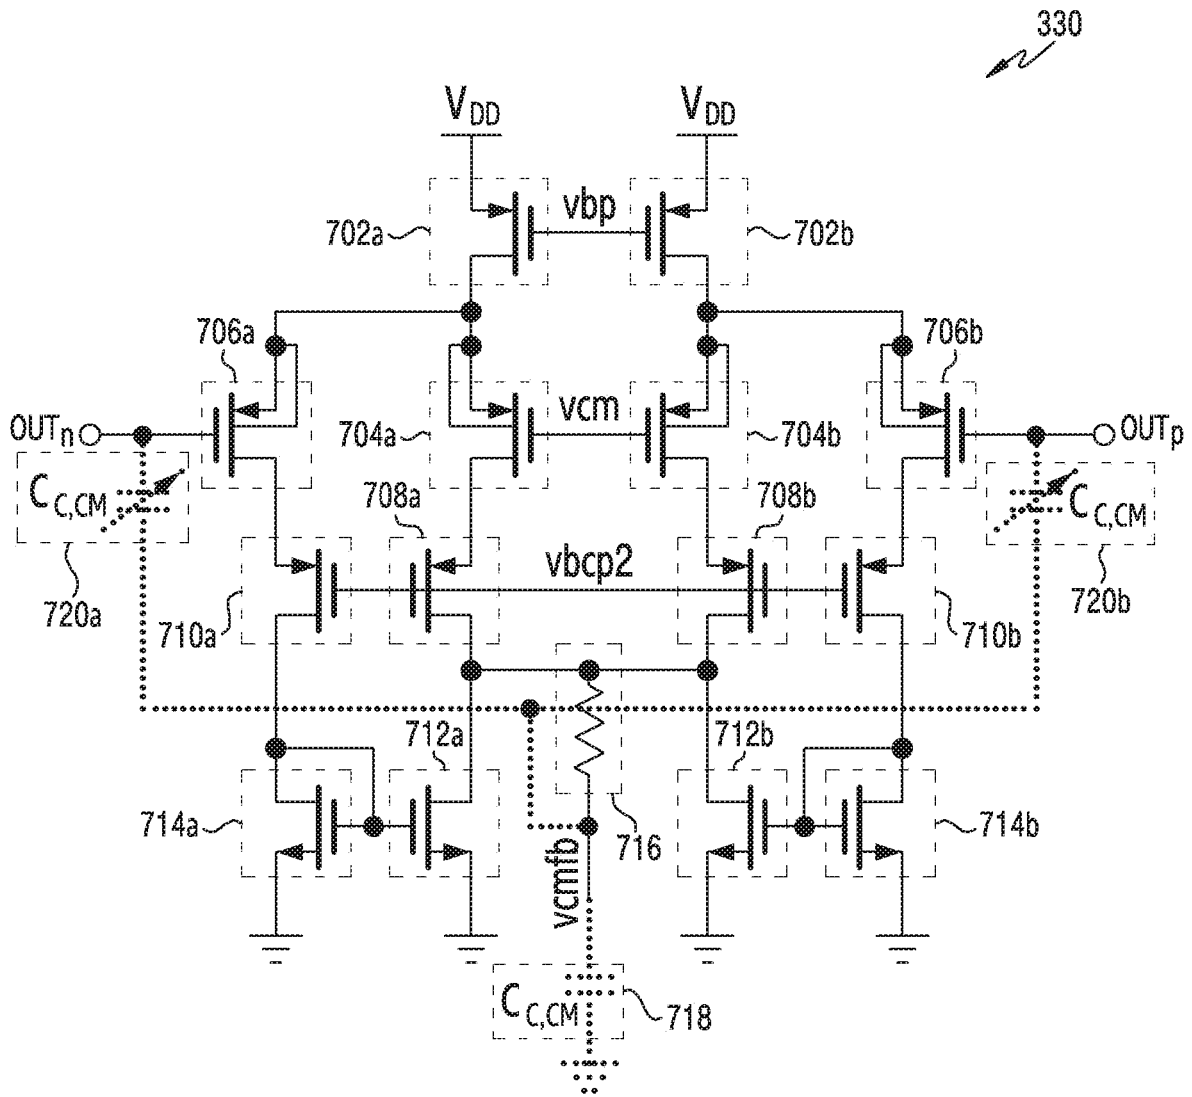 330
VDD VDD
702a vbp 702b
706a 706b
OUTn 704a vcm 704b OUTp
CC,CM 708a 708b CC,CM
720a 710a vbcp2 710b 720b
712a 712b
714a 716 714b
vcmfb
CC,CM 718